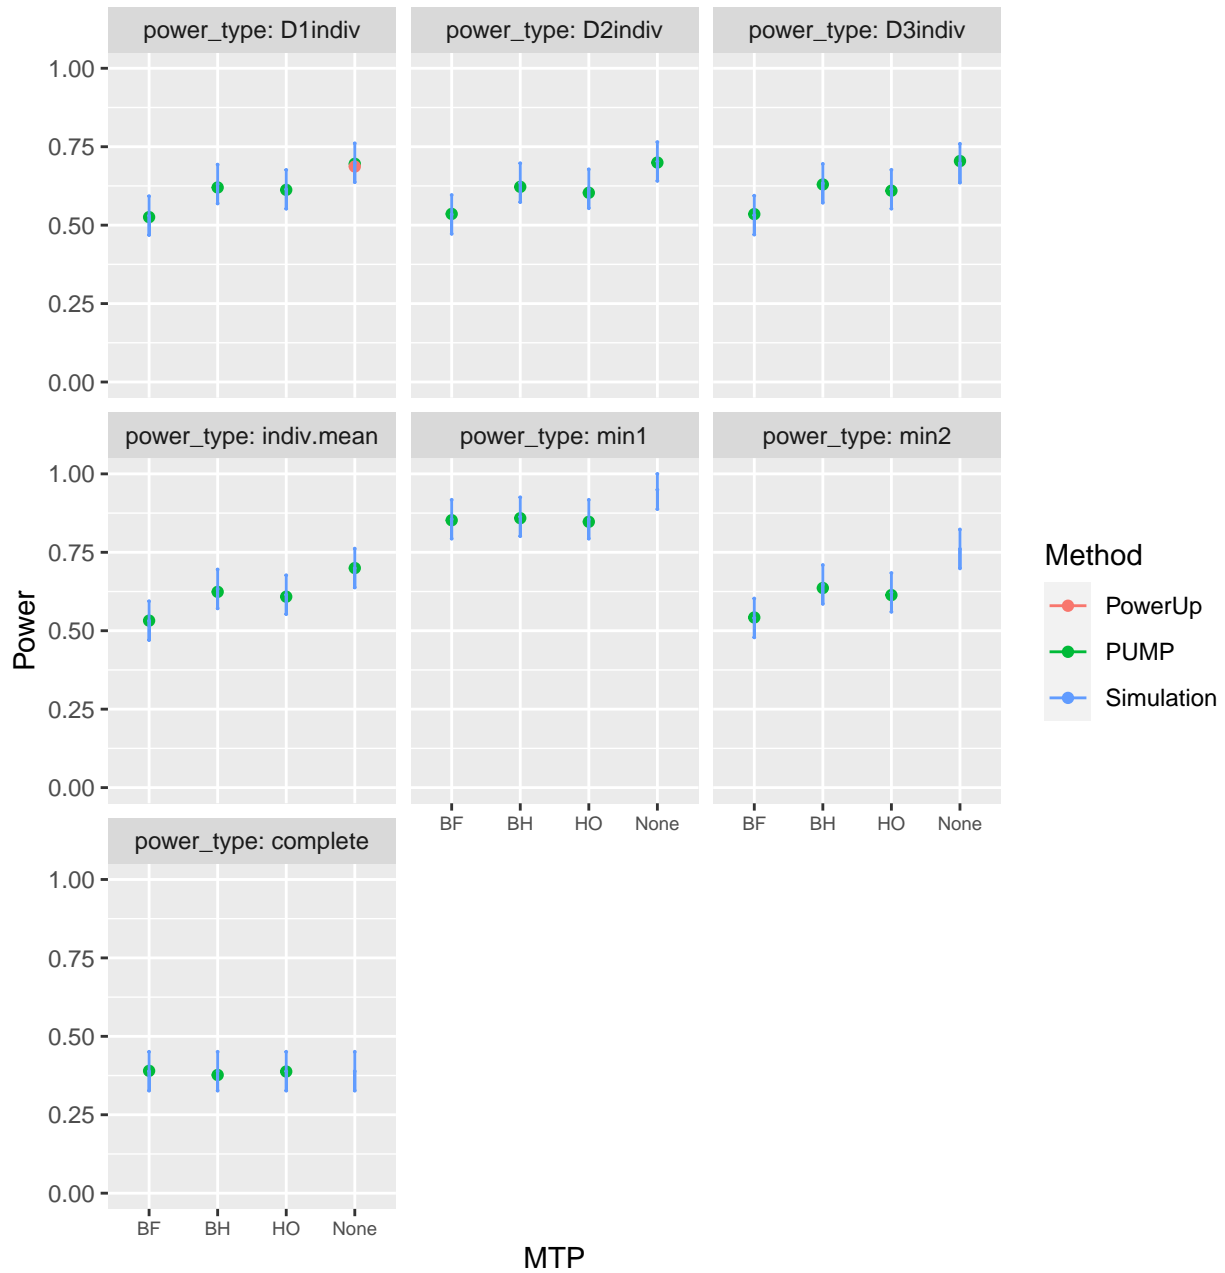 power_type: D1indiv power_type: D2indiv power_type: D3indiv
1.00
0.75
0.50
0.25
0.00
power_type: indiv.mean power_type: min1 power_type: min2
1.00
0.75
0.50
0.25
0.00
BF BH HO None BF BH HO None
power_type: complete
1.00
0.75
0.50
0.25
0.00
BF BH HO None
MTP
Power
Method
PowerUp
PUMP
Simulation